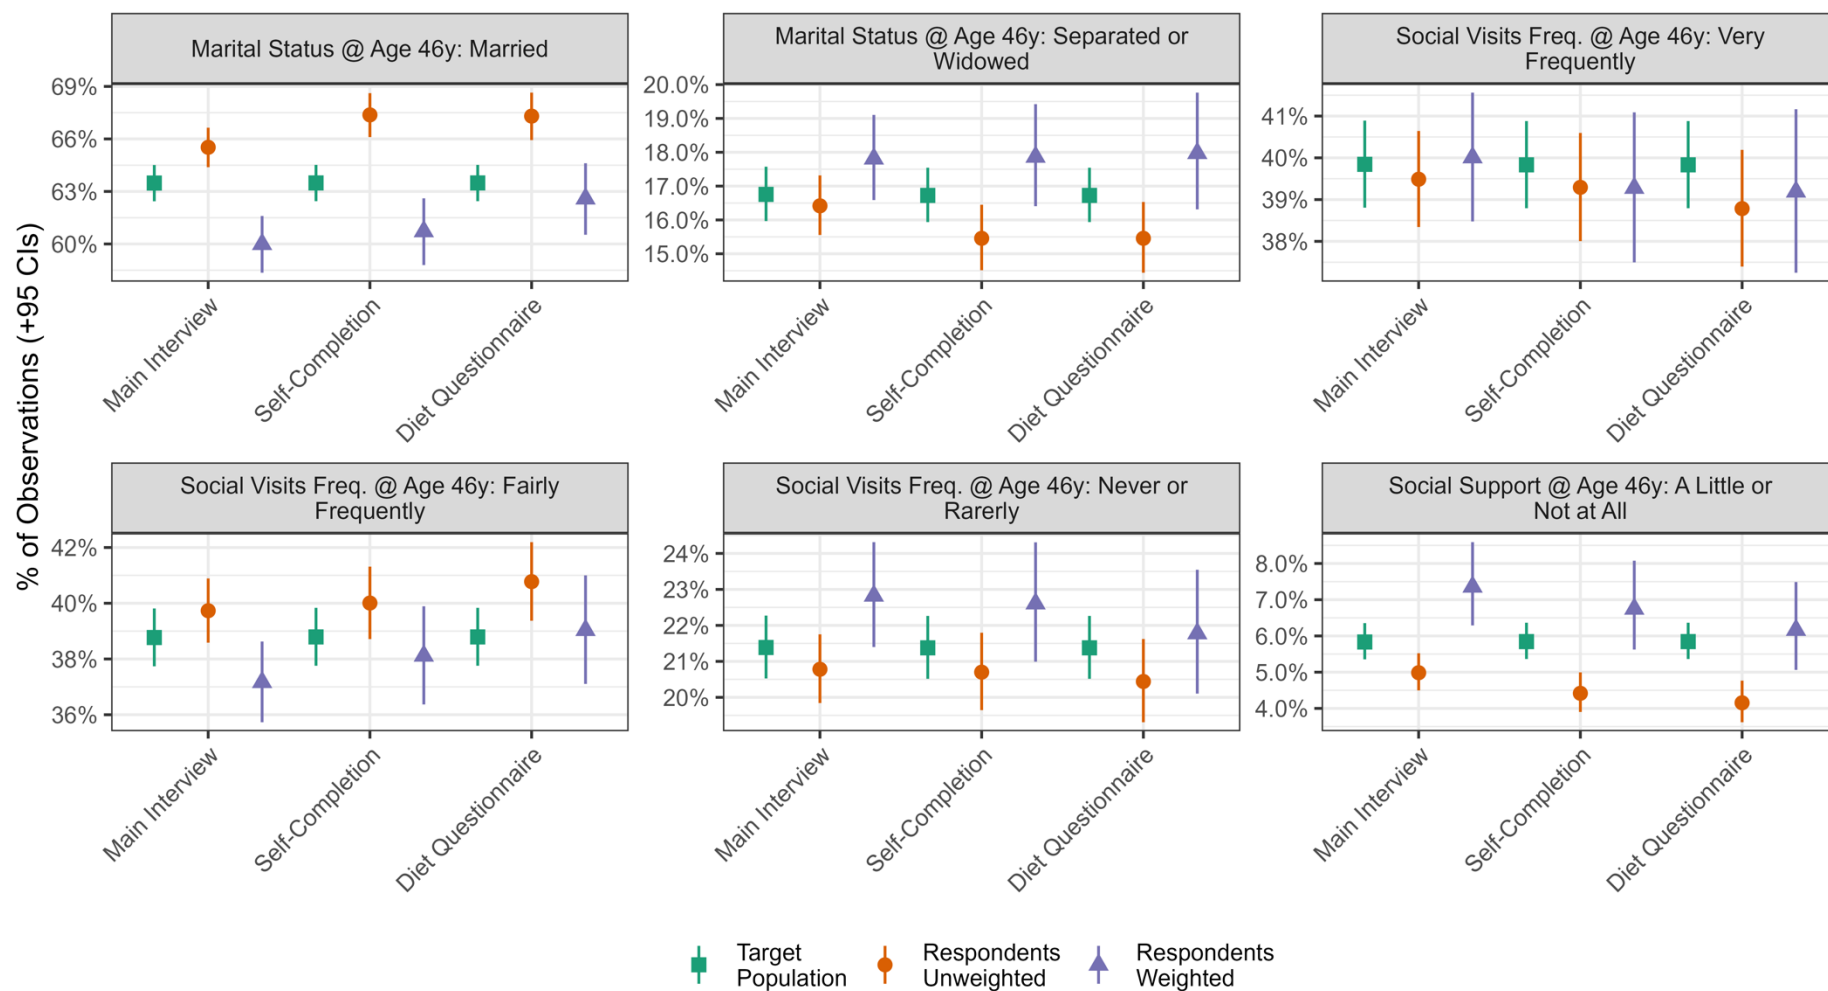 % of Observations (+95 CIs)
Marital Status @ Age 46y: Married
69%
66%
63%
60%
Main Interview
Self-Completion
Diet Questionnaire
Marital Status @ Age 46y: Separated or
Widowed
20.0%
19.0%
18.0%
17.0%
16.0%
15.0%
Main Interview
Self-Completion
Diet Questionnaire
Social Visits Freq. @ Age 46y: Very
Frequently
41%
40%
39%
38%
Main Interview
Self-Completion
Diet Questionnaire
Social Visits Freq. @ Age 46y: Fairly
Frequently
42%
40%
38%
36%
Main Interview
Self-Completion
Diet Questionnaire
Social Visits Freq. @ Age 46y: Never or
Rarerly
24%
23%
22%
21%
20%
Main Interview
Self-Completion
Diet Questionnaire
Social Support @ Age 46y: A Little or
Not at All
8.0%
7.0%
6.0%
5.0%
4.0%
Main Interview
Self-Completion
Diet Questionnaire
Target
Population
Respondents
Unweighted
Respondents
Weighted